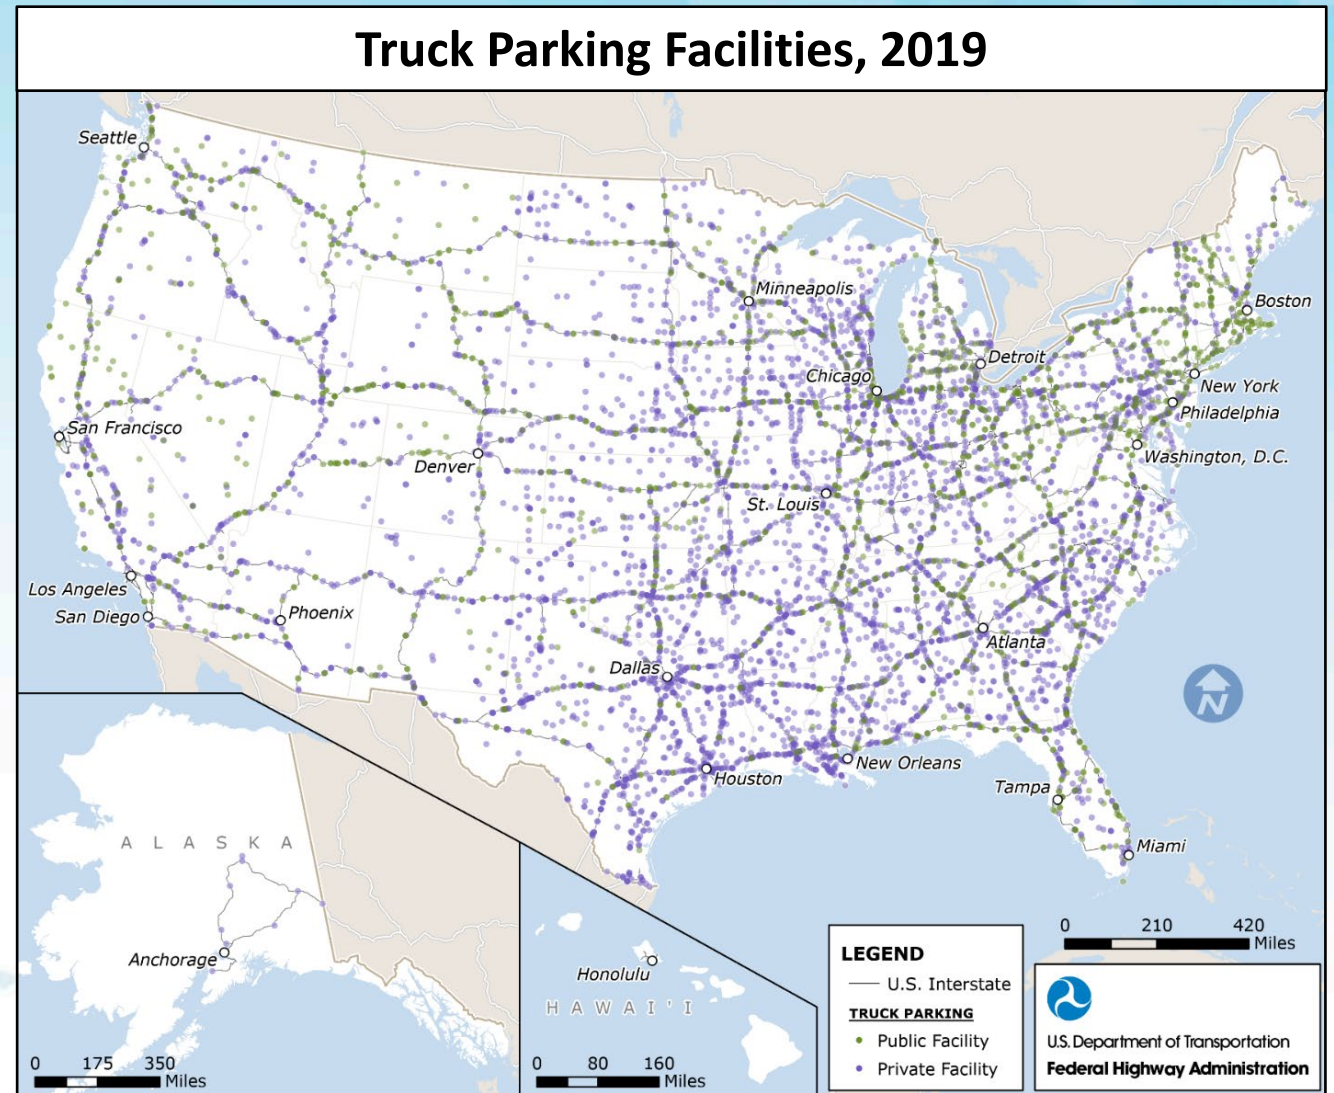 Truck Parking Facilities, 2019
Seattle
Minneapolis
Boston
Detroit
Chicago
New York
Philadelphia
San Francisco
Washington, D.C.
Denver
St. Louis
Los Angeles
San Diego
Phoenix
Atlanta
Dallas
N
New Orleans
Houston
Tampa
Miami
A L A S K A
Anchorage
0 175 350
Miles
Honolulu
H A W A I ' I
0 80 160
Miles
LEGEND
U.S. Interstate
TRUCK PARKING
Public Facility
Private Facility
0 210 420
Miles
U.S. Department of Transportation
Federal Highway Administration